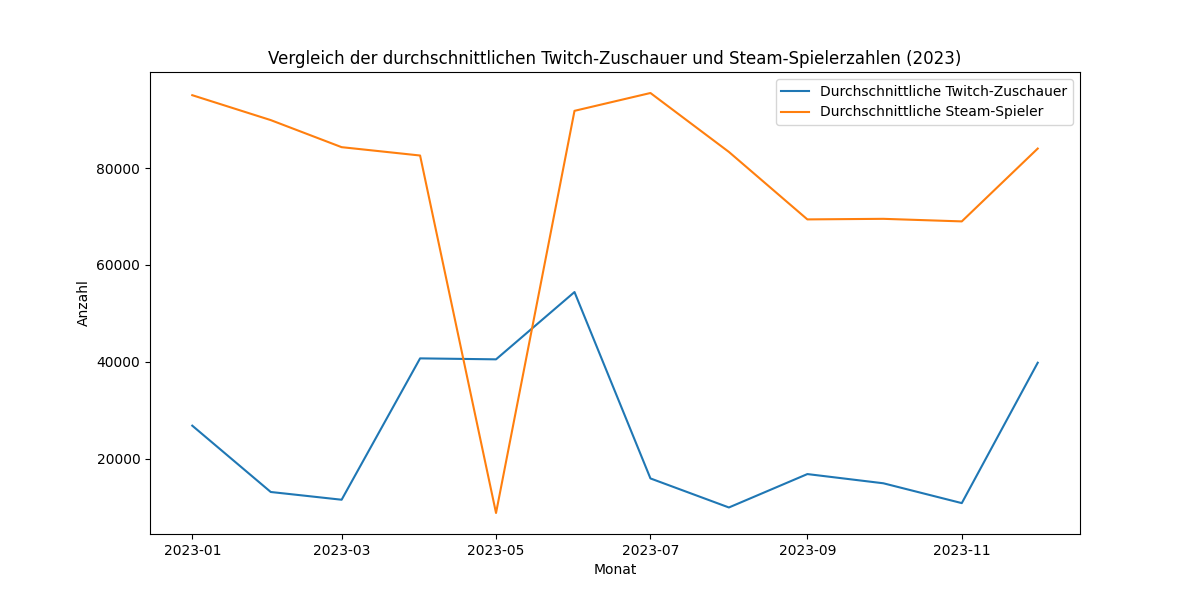 Vergleich der durchschnittlichen Twitch-Zuschauer und Steam-Spielerzahlen (2023)
Durchschnittliche Twitch-Zuschauer
Durchschnittliche Steam-Spieler
80000
60000
40000
20000
Anzahl
2023-01 2023-03 2023-05 2023-07 2023-09 2023-11
Monat